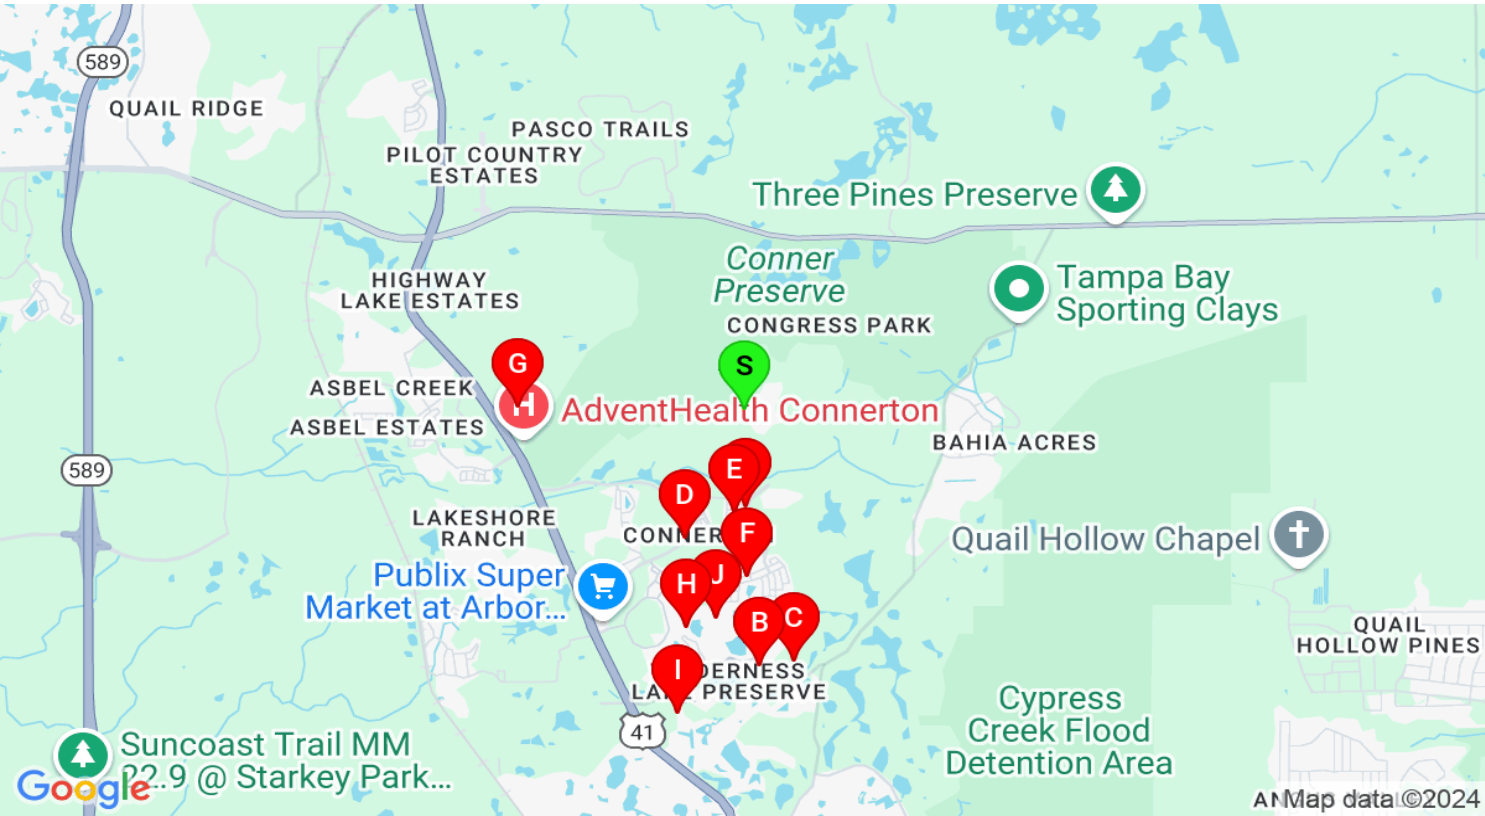 589
QUAIL RIDGE
PASCO TRAILS
PILOT COUNTRY
ESTATES
Three Pines Preserve
Conner
Preserve
HIGHWAY
LAKE ESTATES
Tampa Bay
Sporting Clays
CONGRESS PARK
G
S
ASBEL CREEK
H
AdventHealth Connerton
ASBEL ESTATES
BAHIA ACRES
589
E
D
LAKESHORE
RANCH
F
Quail Hollow Chapel
Publix Super
Market at Arbor...
H
J
B
C
QUAIL
HOLLOW PINES
I
LAKE PRESERVE
Cypress
Creek Flood
Detention Area
41
Suncoast Trail MM
22.9 @ Starkey Park...
Google
Map data ©2024